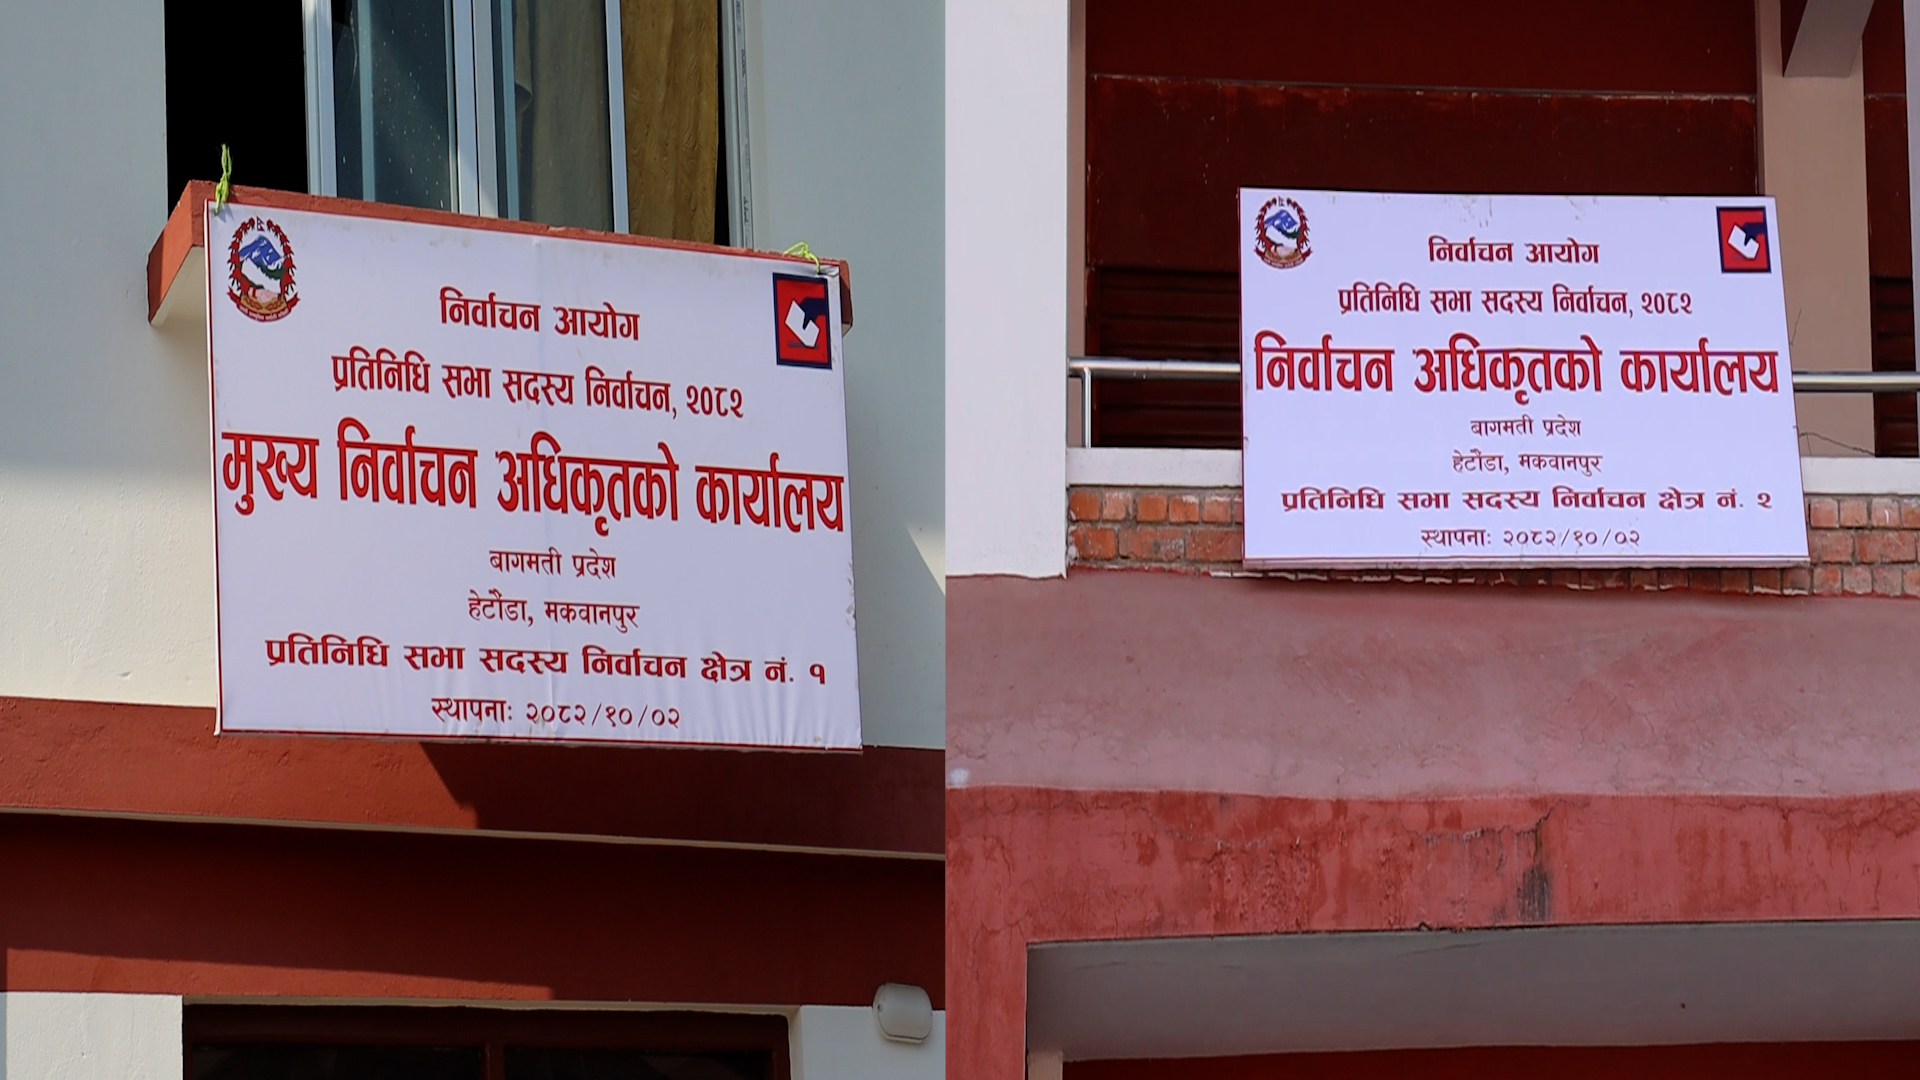 निर्वाचन आयोग
प्रतिनिधि सभा सदस्य निर्वाचन, २०८२
मुख्य निर्वाचन अधिकृतको कार्यालय
बागमती प्रदेश
हेटौंडा, मकवानपुर
प्रतिनिधि सभा सदस्य निर्वाचन क्षेत्र नं. १
स्थापनाः २०८२/१०/०२
निर्वाचन आयोग
प्रतिनिधि सभा सदस्य निर्वाचन, २०८२
निर्वाचन अधिकृतको कार्यालय
बागमती प्रदेश
हेटौंडा, मकवानपुर
प्रतिनिधि सभा सदस्य निर्वाचन क्षेत्र नं. २
स्थापनाः २०८२/१०/०२